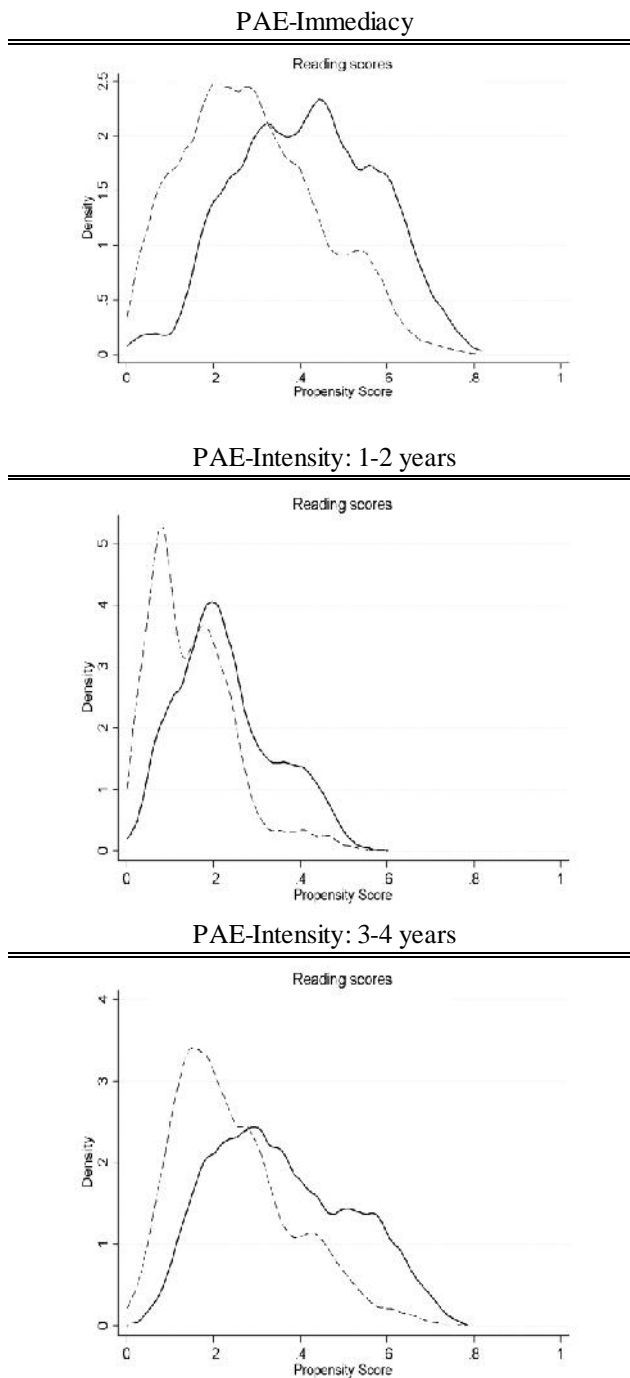 PAE-Immediacy
Reading scores
2.5
2
1.5
1
.5
0
Density
0 .2 .4 .6 .8 1
Propensity Score
PAE-Intensity: 1-2 years
Reading scores
5
4
3
2
1
0
Density
0 .2 .4 .6 .8 1
Propensity Score
PAE-Intensity: 3-4 years
Reading scores
4
3
2
1
0
Density
0 .2 .4 .6 .8 1
Propensity Score